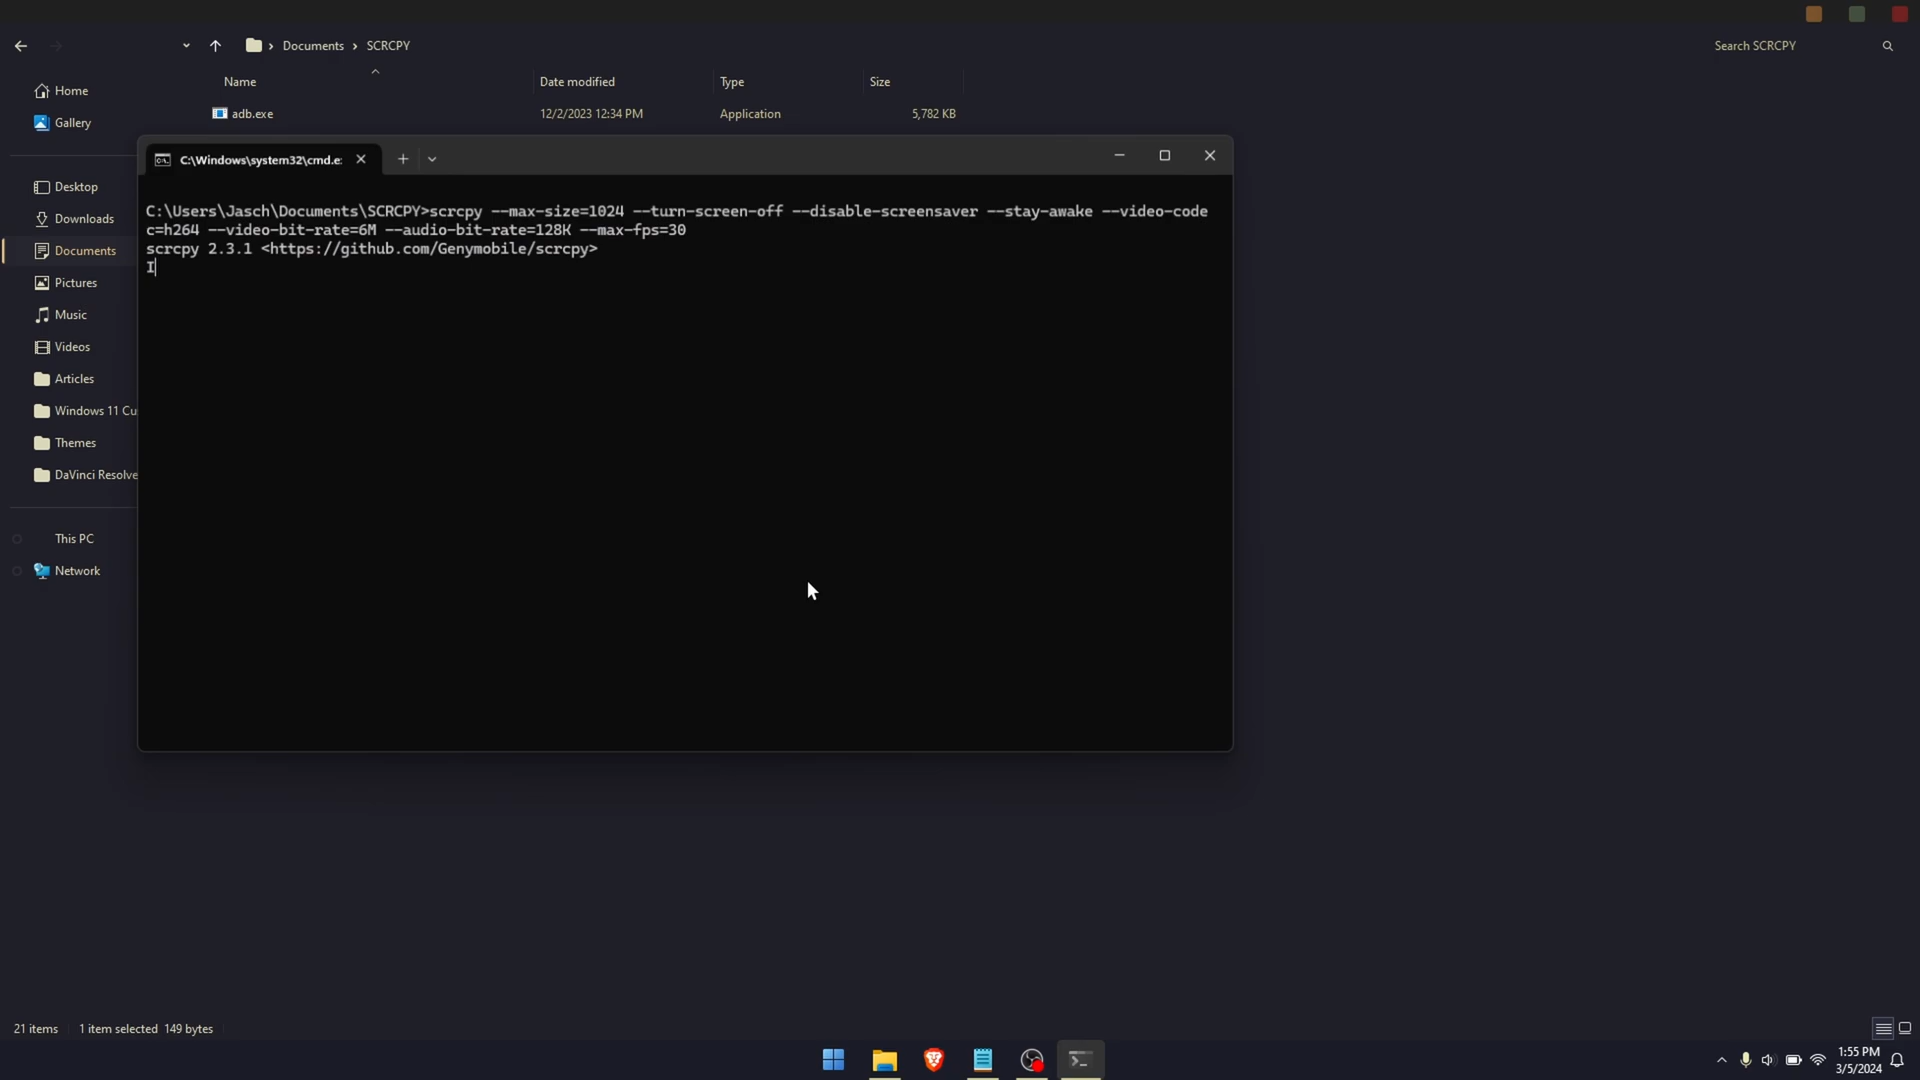 Documents > SCRCPY
Search SCRCPY
Name Date modified Type Size
adb.exe 12/2/2023 12:34 PM Application 5,782 KB
Home
Gallery
Desktop
Downloads
Documents
Pictures
Music
Videos
Articles
Windows 11 Cu
Themes
DaVinci Resolve
This PC
Network
C:\Windows\system32\cmd.e:
C:\Users\Jasch\Documents\SCRCPY>scrcpy --max-size=1024 --turn-screen-off --disable-screensaver --stay-awake --video-code
c=h264 --video-bit-rate=6M --audio-bit-rate=128K --max-fps=30
scrcpy 2.3.1 <https://github.com/Genymobile/scrcpy>
I
21 items 1 item selected 149 bytes
1:55 PM
3/5/2024